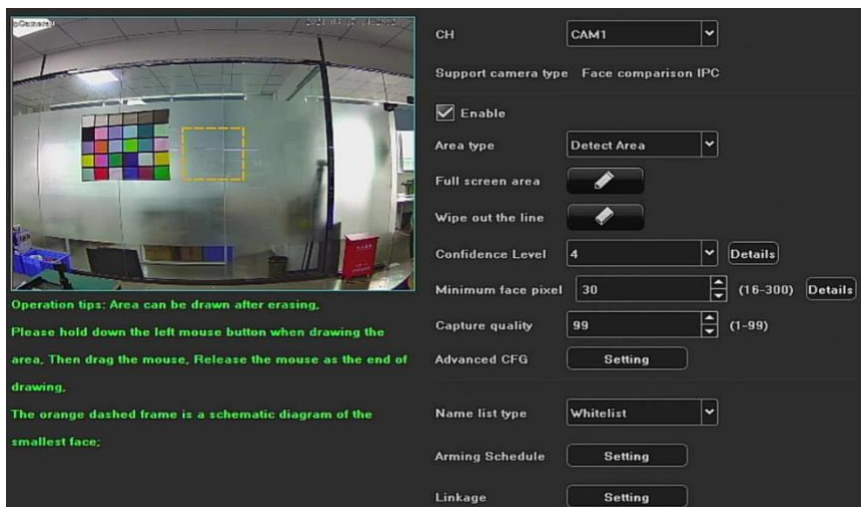 CH CAM1
Support camera type Face comparison IPC
Enable
Area type Detect Area
Full screen area
Wipe out the line
Confidence Level 4 Details
Minimum face pixel 30 (16-300) Details
Capture quality 99 (1-99)
Advanced CFG Setting
Name list type Whitelist
Arming Schedule Setting
Linkage Setting
Operation tips: Area can be drawn after erasing.
Please hold down the left mouse button when drawing the
area, Then drag the mouse, Release the mouse as the end of
drawing.
The orange dashed frame is a schematic diagram of the
smallest face;